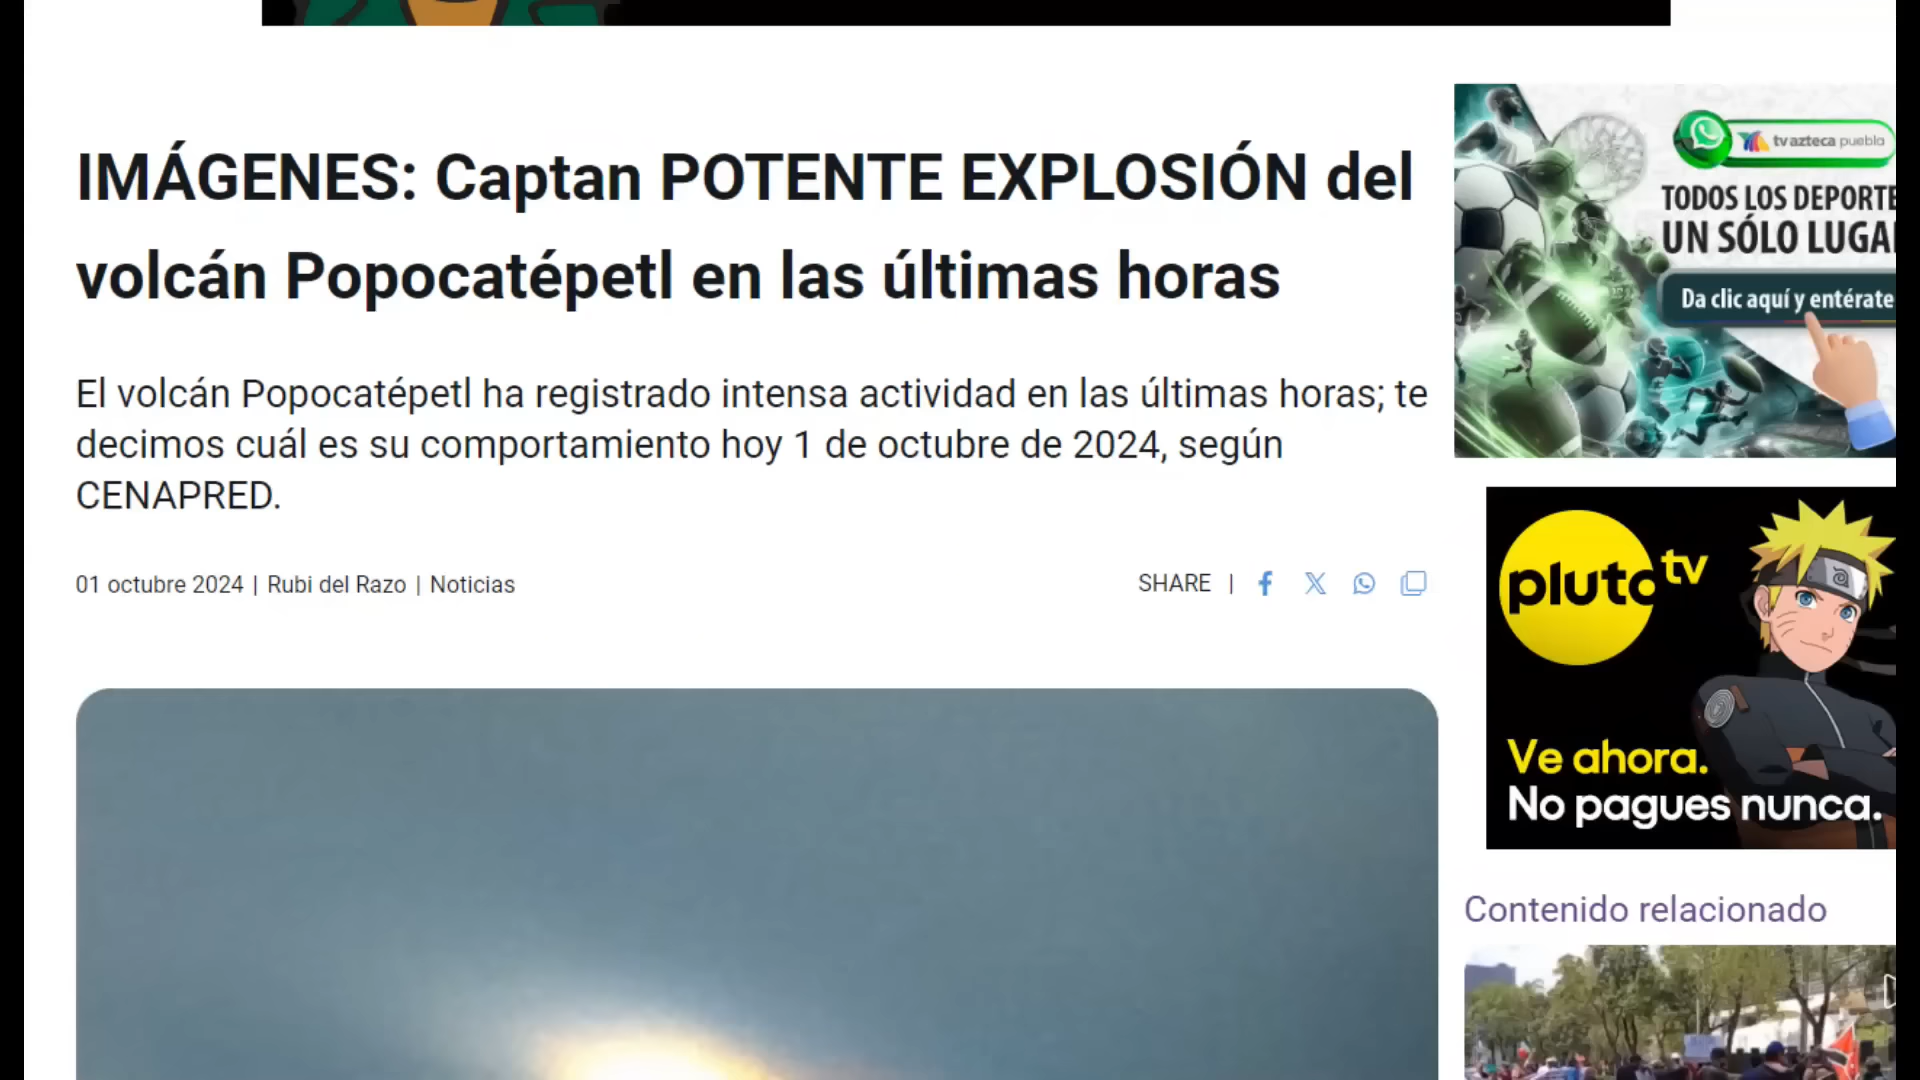 IMÁGENES: Captan POTENTE EXPLOSIÓN del
volcán Popocatépetl en las últimas horas
El volcán Popocatépetl ha registrado intensa actividad en las últimas horas; te
decimos cuál es su comportamiento hoy 1 de octubre de 2024, según
CENAPRED.
01 octubre 2024 | Rubi del Razo | Noticias
SHARE |
tv azteca puebla
TODOS LOS DEPORTE
UN SÓLO LUGA
Da clic aquí y entérate
pluto tv
Ve ahora.
No pagues nunca.
Contenido relacionado